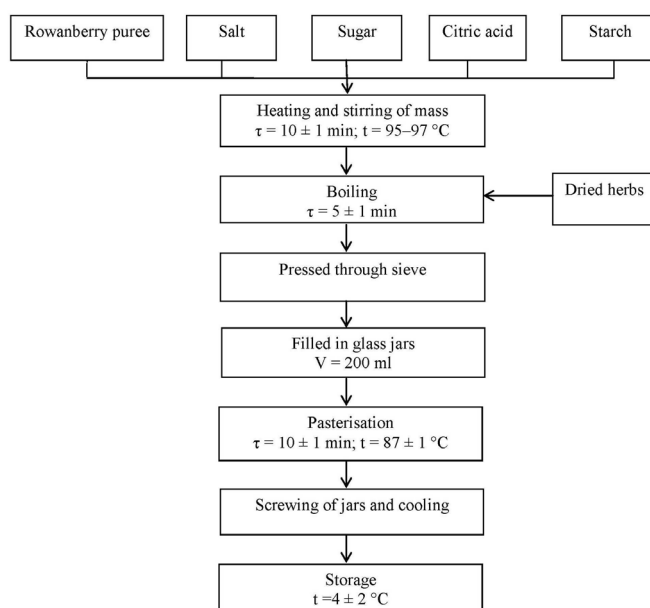 Rowanberry puree
Salt
Sugar
Citric acid
Starch
Heating and stirring of mass
τ = 10 ± 1 min; t = 95–97 °C
Boiling
τ = 5 ± 1 min
Dried herbs
Pressed through sieve
Filled in glass jars
V = 200 ml
Pasterisation
τ = 10 ± 1 min; t = 87 ± 1 °C
Screwing of jars and cooling
Storage
t =4 ± 2 °C